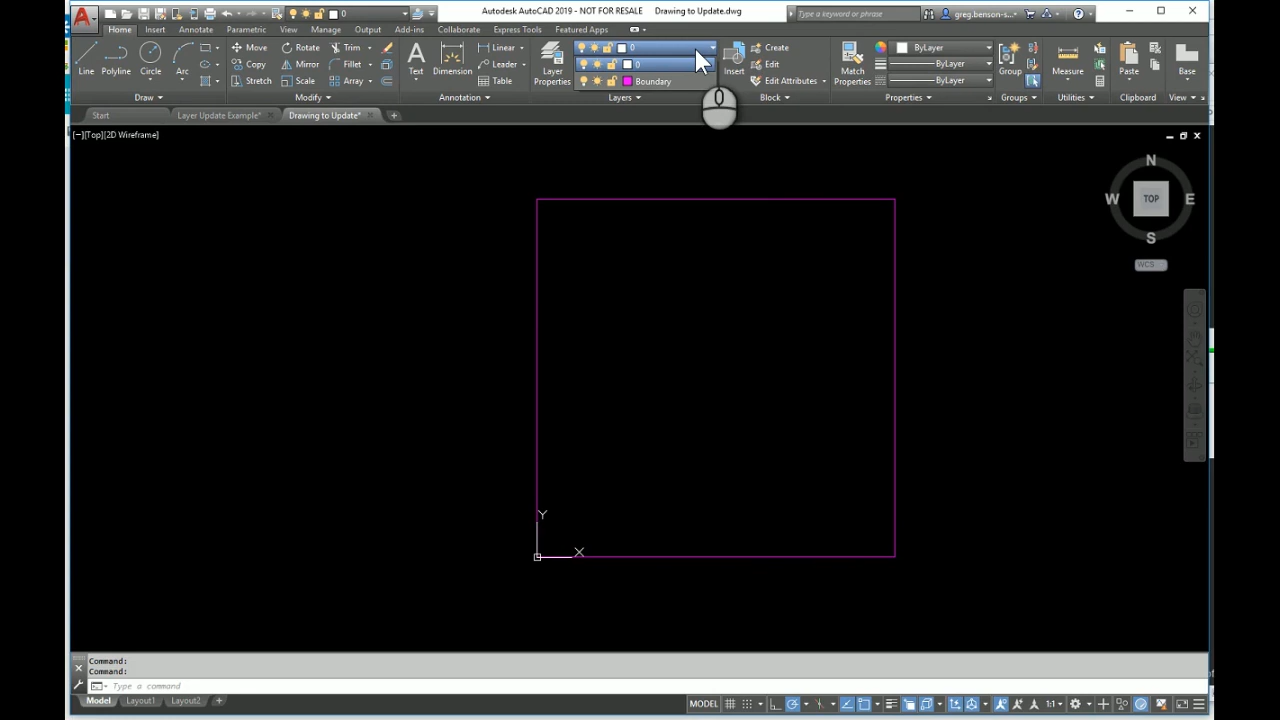 Autodesk AutoCAD 2019 - NOT FOR RESALE Drawing to Update.dwg
Type a keyword or phrase
greg.benson-s...
0
Home Insert Annotate Parametric View Manage Output Add-ins Collaborate Express Tools Featured Apps
Line Polyline Circle Arc
Move Rotate Trim
Copy Mirror Fillet
Stretch Scale Array
Text Dimension
Linear
Leader
Table
Layer Properties
0
0
Boundary
Insert
Create
Edit
Edit Attributes
Match Properties
ByLayer
ByLayer
ByLayer
Group Measure Paste Base
Draw Modify Annotation Layers Block Properties Groups Utilities Clipboard View
Start Layer Update Example* Drawing to Update*
[−][Top][2D Wireframe]
N
W TOP E
S
WCS
Y
X
Command:
Command:
Type a command
Model Layout1 Layout2 +
MODEL 1:1